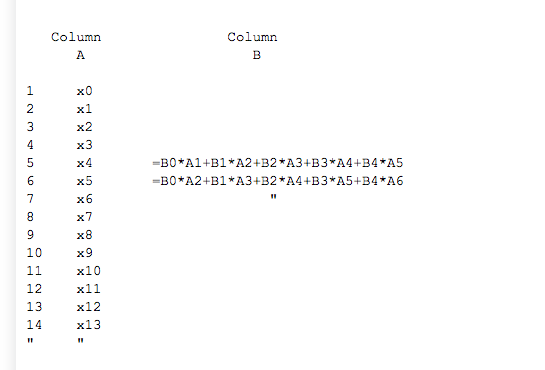 Column Column
A B
1 x0
2 x1
3 x2
4 x3
5 x4 =B0*A1+B1*A2+B2*A3+B3*A4+B4*A5
6 x5 =B0*A2+B1*A3+B2*A4+B3*A5+B4*A6
7 x6 "
8 x7
9 x8
10 x9
11 x10
12 x11
13 x12
14 x13
" "